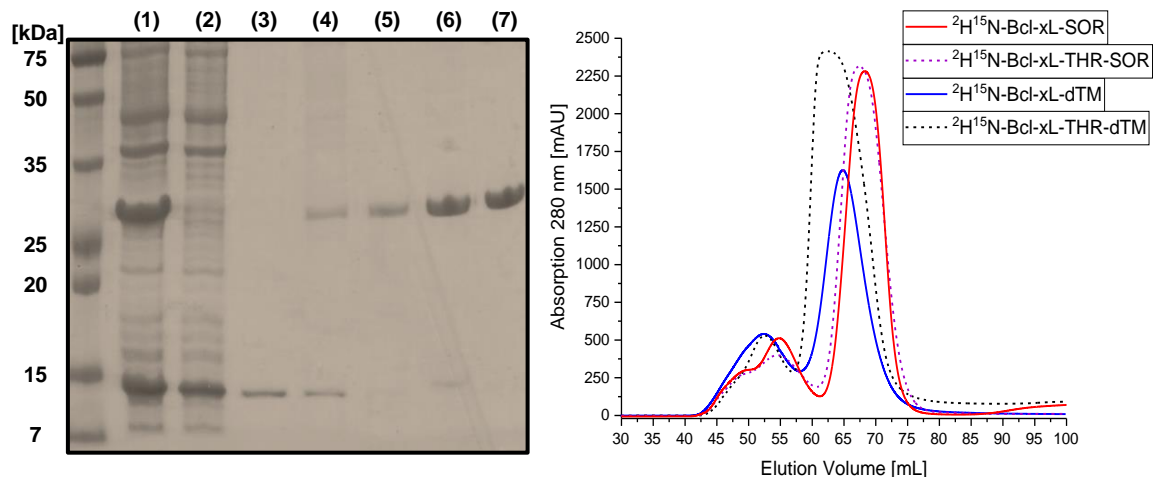 (1) (2) (3) (4) (5) (6) (7)
[kDa]
75
50
35
25
20
15
7
2500
2250
2000
1750
1500
1250
1000
750
500
250
0
Absorption 280 nm [mAU]
30 35 40 45 50 55 60 65 70 75 80 85 90 95 100
Elution Volume [mL]
²H¹⁵N-Bcl-xL-SOR
²H¹⁵N-Bcl-xL-THR-SOR
²H¹⁵N-Bcl-xL-dTM
²H¹⁵N-Bcl-xL-THR-dTM